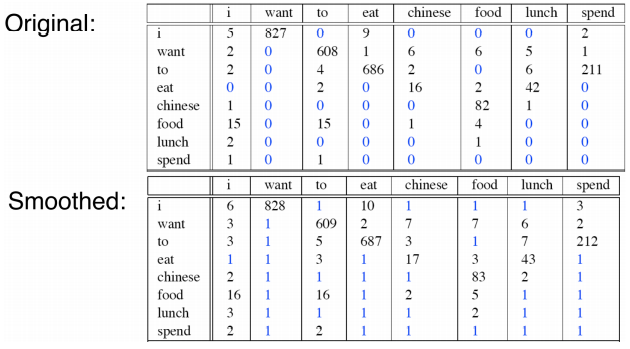 Original:
i want to eat chinese food lunch spend
i 5 827 0 9 0 0 0 2
want 2 0 608 1 6 6 5 1
to 2 0 4 686 2 0 6 211
eat 0 0 2 0 16 2 42 0
chinese 1 0 0 0 0 82 1 0
food 15 0 15 0 1 4 0 0
lunch 2 0 0 0 0 1 0 0
spend 1 0 1 0 0 0 0 0
Smoothed:
i want to eat chinese food lunch spend
i 6 828 1 10 1 1 1 3
want 3 1 609 2 7 7 6 2
to 3 1 5 687 3 1 7 212
eat 1 1 3 1 17 3 43 1
chinese 2 1 1 1 1 83 2 1
food 16 1 16 1 2 5 1 1
lunch 3 1 1 1 1 2 1 1
spend 2 1 2 1 1 1 1 1